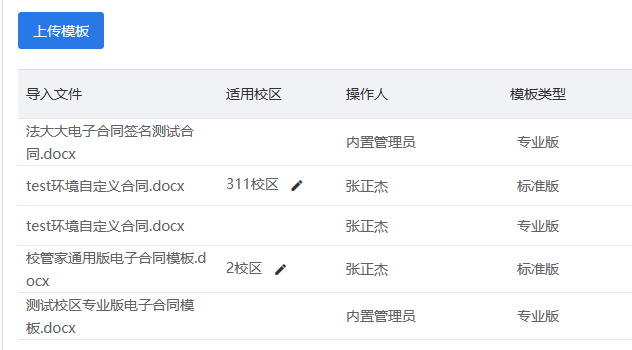 上传模板
导入文件 适用校区 操作人 模板类型
法大大电子合同签名测试合
同.docx 内置管理员 专业版
test环境自定义合同.docx 311校区 张正杰 标准版
test环境自定义合同.docx 张正杰 专业版
校管家通用版电子合同模板.d
ocx 2校区 张正杰 标准版
测试校区专业版电子合同模
板.docx 内置管理员 专业版